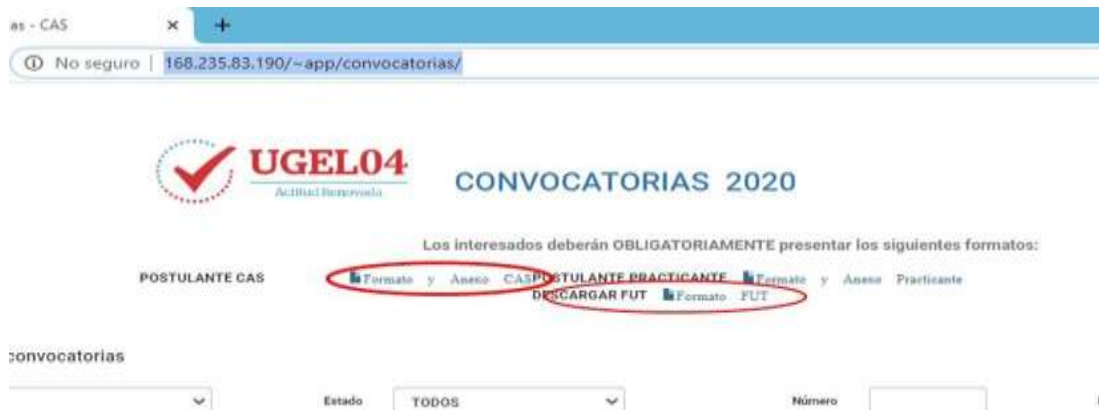 as - CAS
No seguro | 168.235.83.190/~app/convocatorias/
UGEL04
Actitud Renovada
CONVOCATORIAS 2020
Los interesados deberán OBLIGATORIAMENTE presentar los siguientes formatos:
POSTULANTE CAS Formato y Anexo CAS POSTULANTE PRACTICANTE Formato y Anexo Practicante
DESCARGAR FUT Formato FUT
convocatorias
Estado TODOS Número